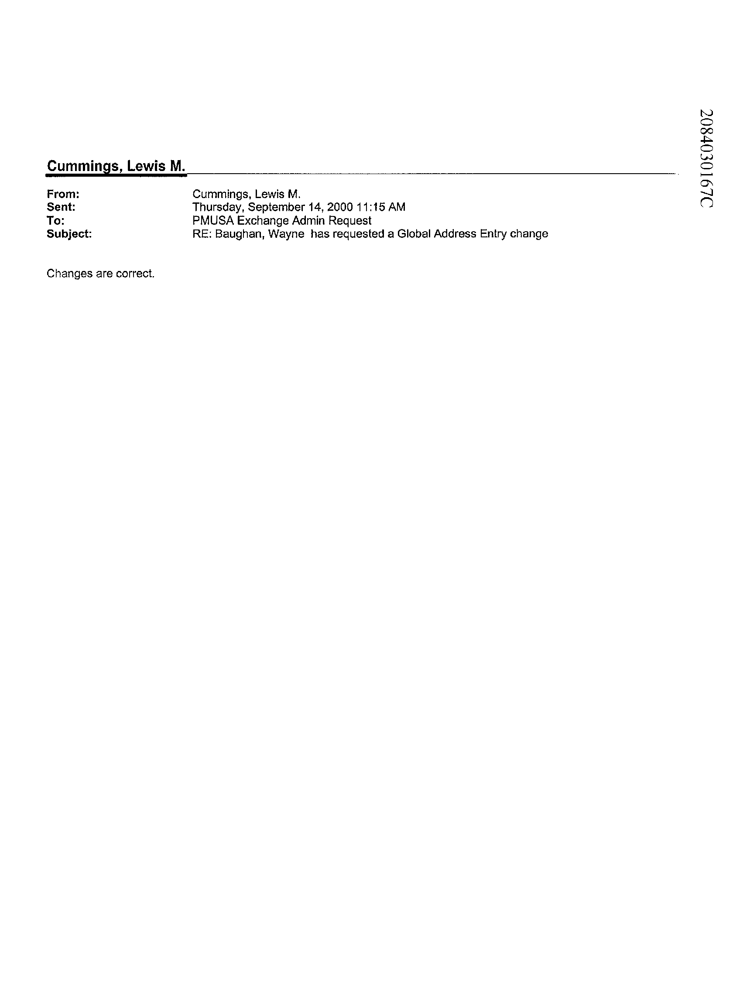 Cummings, Lewis M.
From: Cummings, Lewis M.
Sent: Thursday, September 14, 2000 11:15 AM
To: PMUSA Exchange Admin Request
Subject: RE: Baughan, Wayne has requested a Global Address Entry change
Changes are correct.
2084030167C